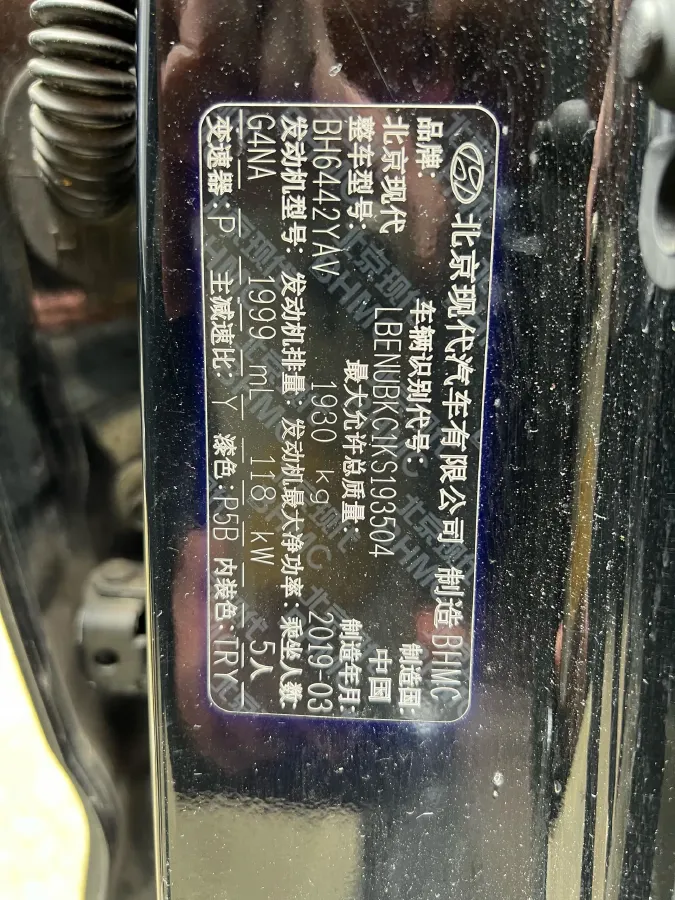 北京现代汽车有限公司 制造 BHMC
品牌: 车辆识别代号: 制造国:
北京现代 LBENUBKC1KS193504 中国
整车型号: 最大允许总质量: 制造年月:
BH6442YAV 1930 kg 2019-03
发动机型号: 发动机排量: 发动机最大净功率: 乘坐人数:
G4NA 1999 mL 118 kW 5人
变速器: P 主减速比: Y 漆色: P5B 内装色: TRY